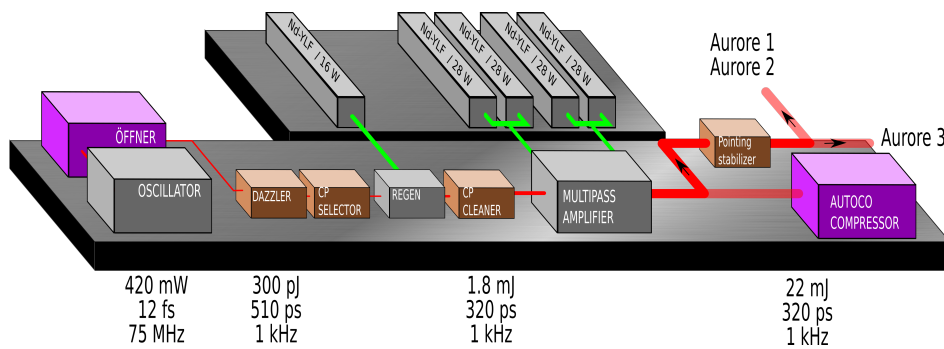 Nd-YLF / 16 W
Nd-YLF / 28 W
Nd-YLF / 28 W
Nd-YLF / 28 W
Nd-YLF / 28 W
Aurore 1
Aurore 2
Aurore 3
ÖFFNER
OSCILLATOR
DAZZLER
CP
SELECTOR
REGEN
CP
CLEANER
MULTIPASS
AMPLIFIER
Pointing
stabilizer
AUTOCO
COMPRESSOR
420 mW
12 fs
75 MHz
300 pJ
510 ps
1 kHz
1.8 mJ
320 ps
1 kHz
22 mJ
320 ps
1 kHz